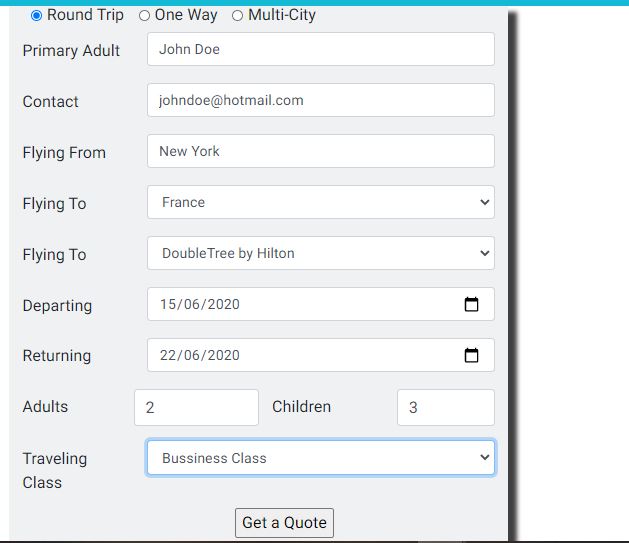 Round Trip One Way Multi-City
Primary Adult John Doe
Contact johndoe@hotmail.com
Flying From New York
Flying To France
Flying To DoubleTree by Hilton
Departing 15/06/2020
Returning 22/06/2020
Adults 2 Children 3
Traveling Class Bussiness Class
Get a Quote